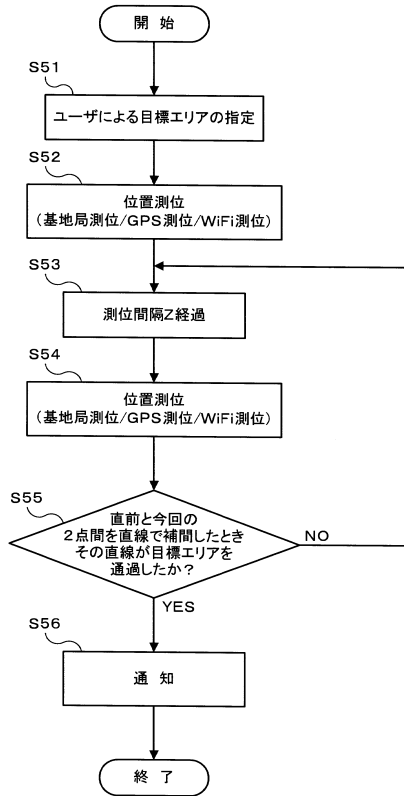 開 始
S51
ユーザによる目標エリアの指定
S52
位置測位
(基地局測位/GPS測位/WiFi測位)
S53
測位間隔Z経過
S54
位置測位
(基地局測位/GPS測位/WiFi測位)
S55
直前と今回の
2点間を直線で補間したとき
その直線が目標エリアを
通過したか?
NO
YES
S56
通 知
終 了